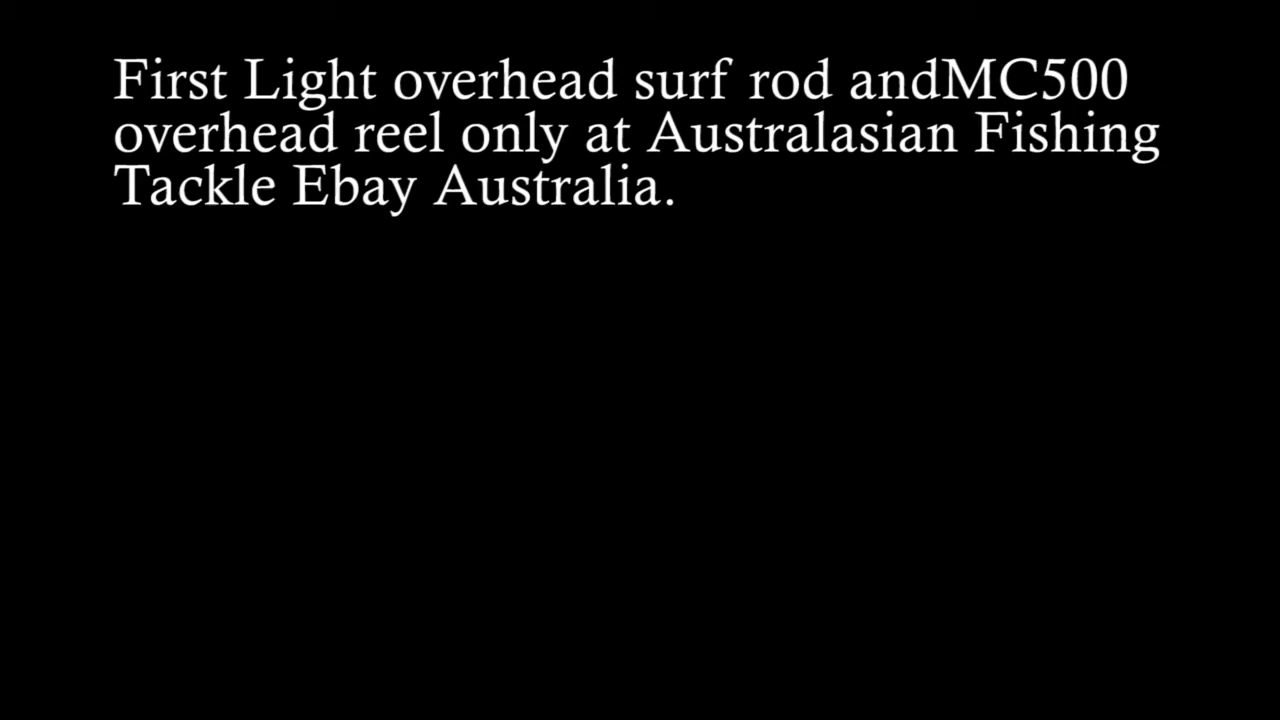 First Light overhead surf rod andMC500
overhead reel only at Australasian Fishing
Tackle Ebay Australia.